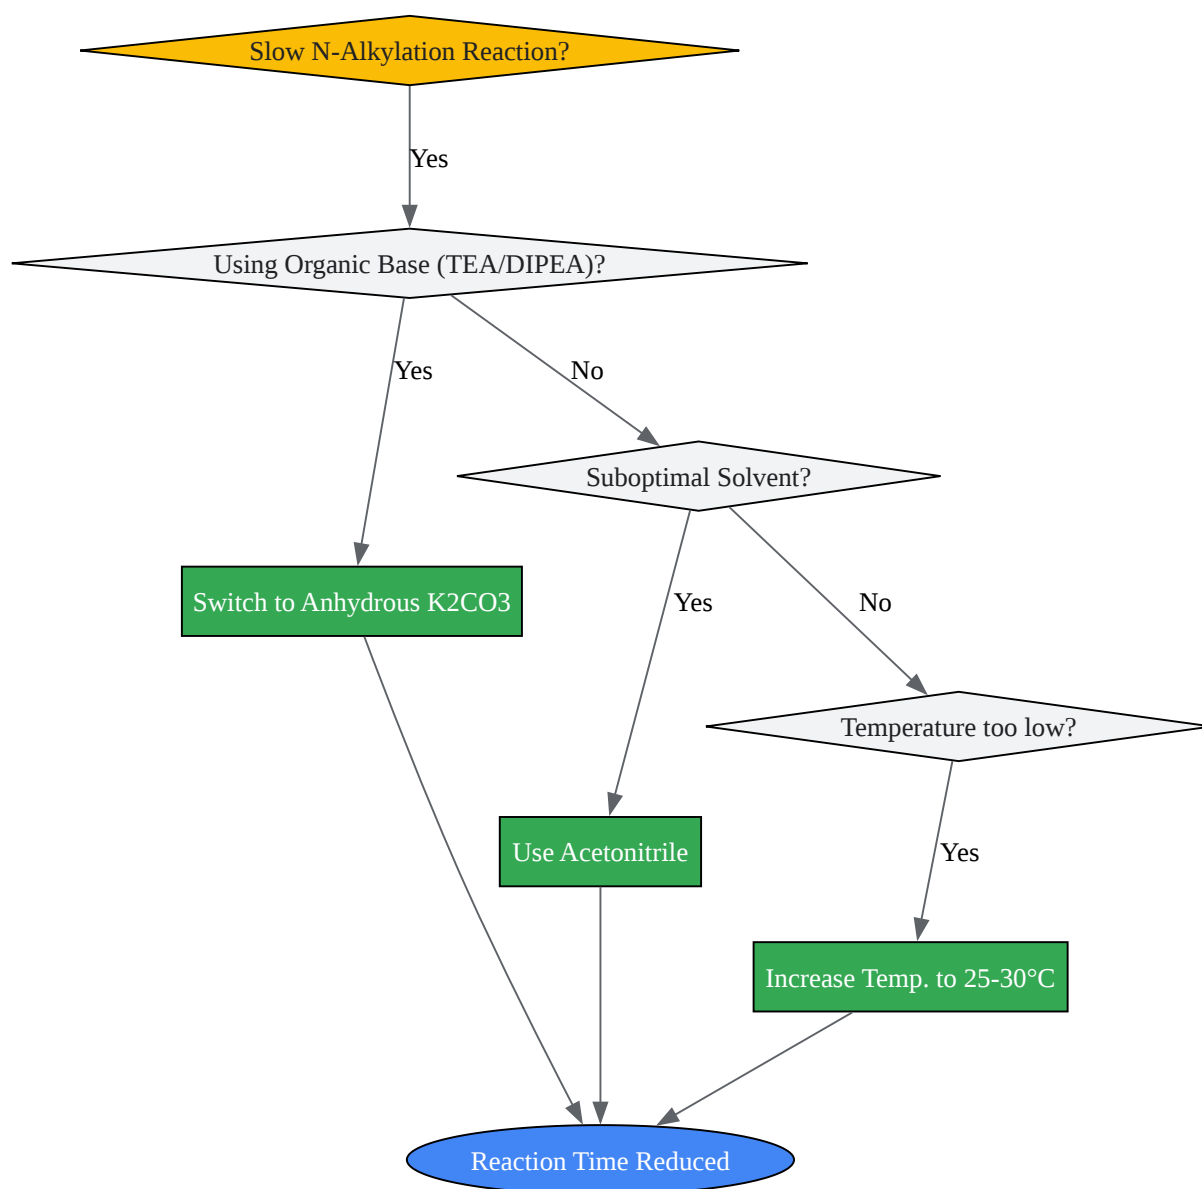 Slow N-Alkylation Reaction?
Yes
Using Organic Base (TEA/DIPEA)?
Yes
No
Suboptimal Solvent?
Switch to Anhydrous K2CO3
Yes
No
Temperature too low?
Use Acetonitrile
Yes
Increase Temp. to 25-30°C
Reaction Time Reduced